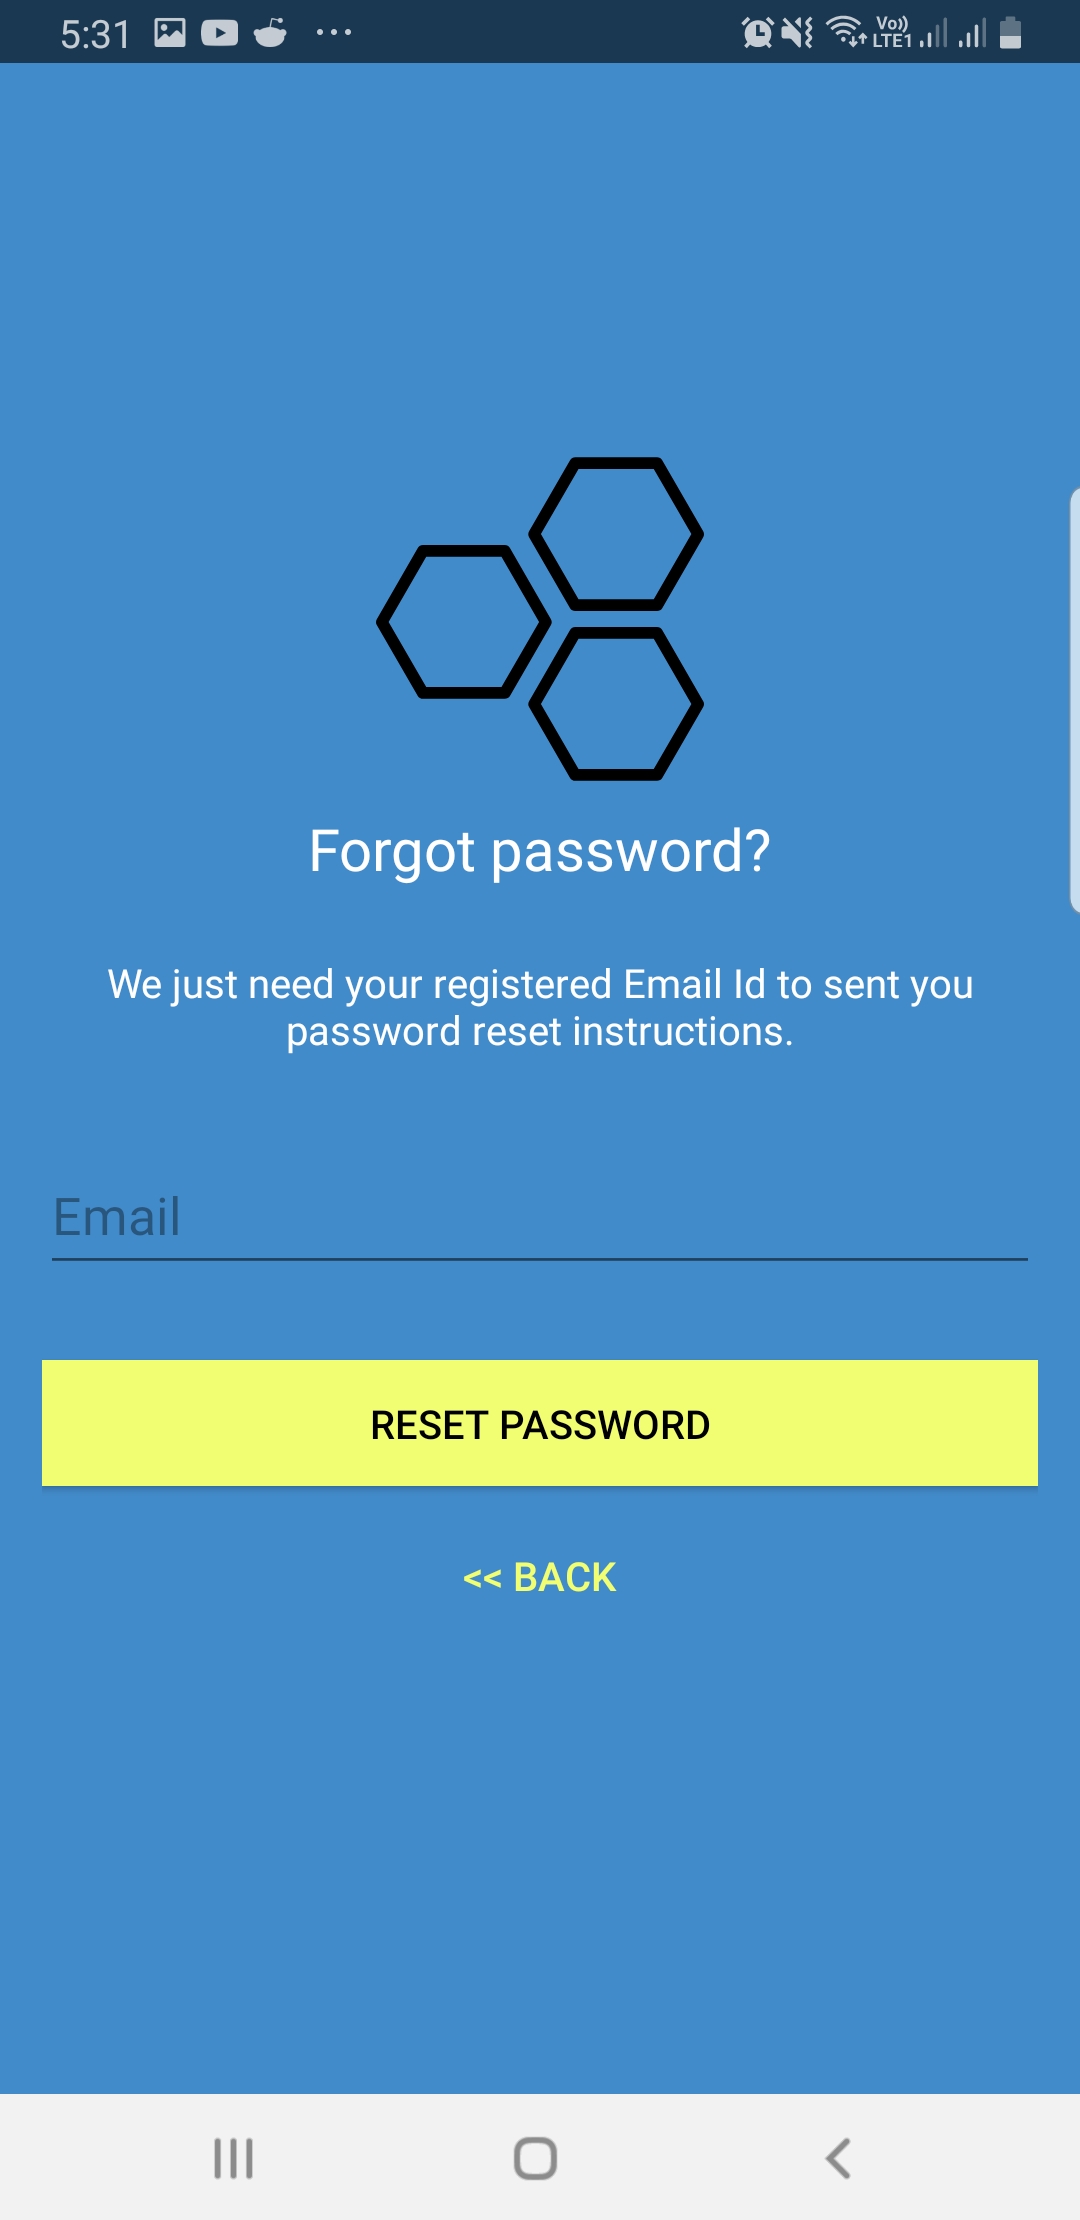 5:31
Vo))
LTE1
Forgot password?
We just need your registered Email Id to sent you
password reset instructions.
Email
RESET PASSWORD
<< BACK